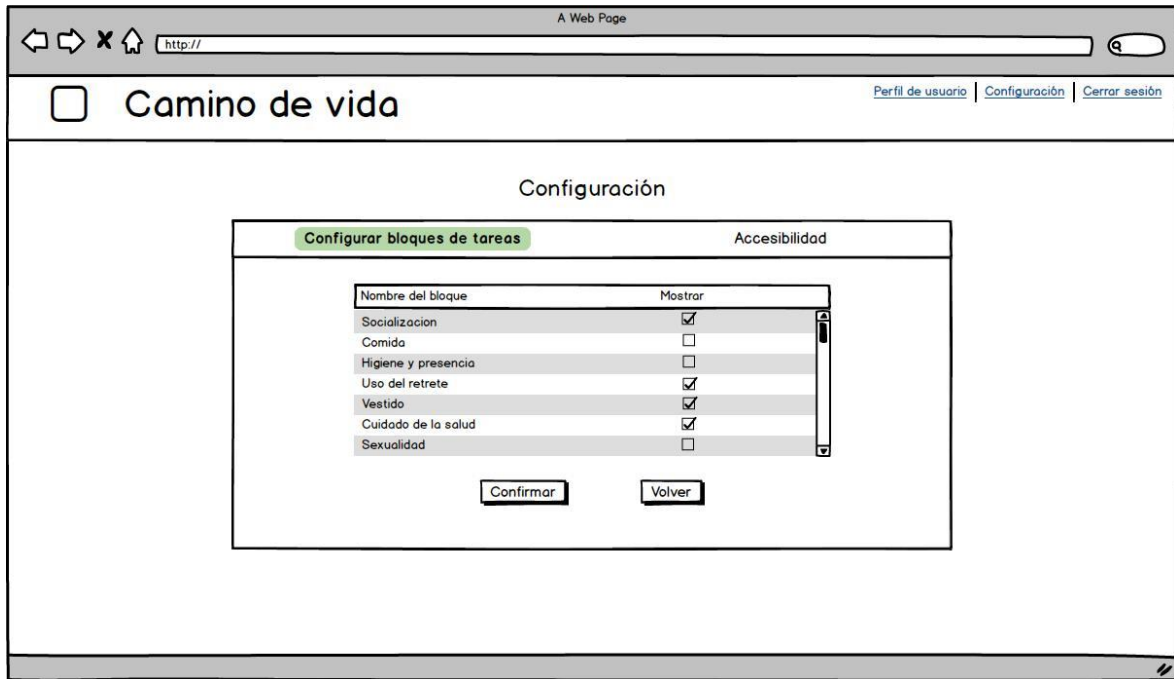 A Web Page
http://
Camino de vida
Perfil de usuario | Configuración | Cerrar sesión
Configuración
Configurar bloques de tareas Accesibilidad
Nombre del bloque Mostrar
Socializacion
Comida
Higiene y presencia
Uso del retrete
Vestido
Cuidado de la salud
Sexualidad
Confirmar Volver